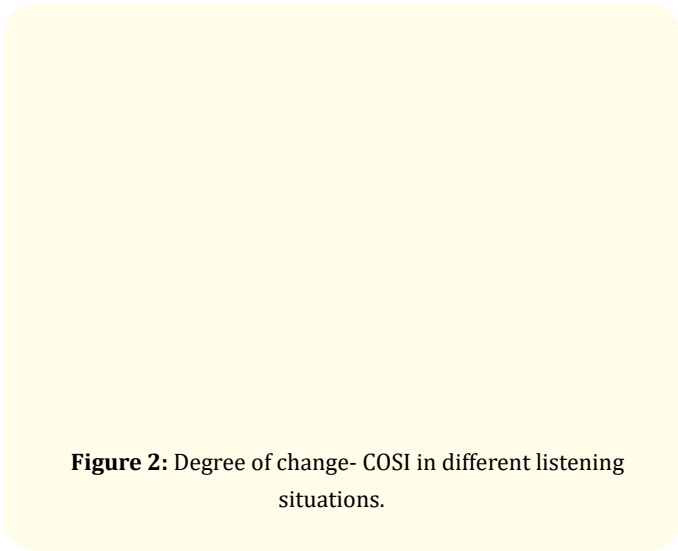 Figure 2: Degree of change- COSI in different listening
situations.